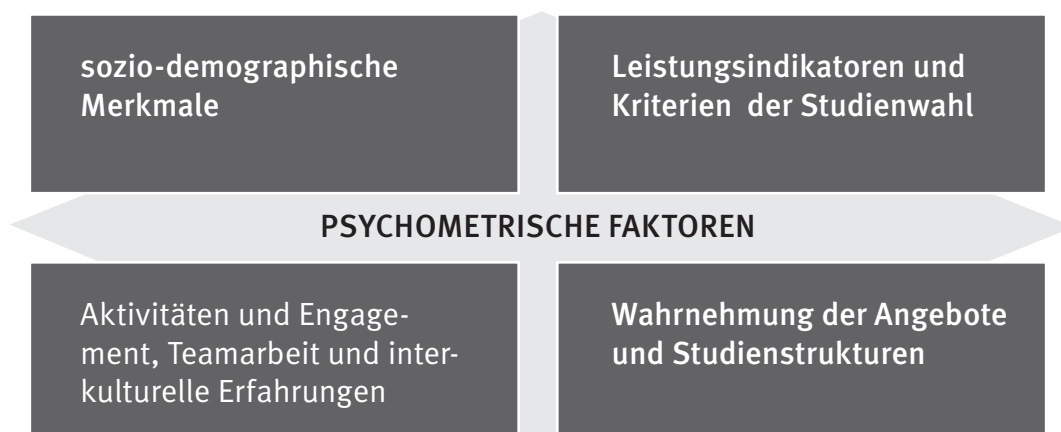 sozio-demographische
Merkmale
Leistungsindikatoren und
Kriterien der Studienwahl
PSYCHOMETRISCHE FAKTOREN
Aktivitäten und Engage-
ment, Teamarbeit und inter-
kulturelle Erfahrungen
Wahrnehmung der Angebote
und Studienstrukturen